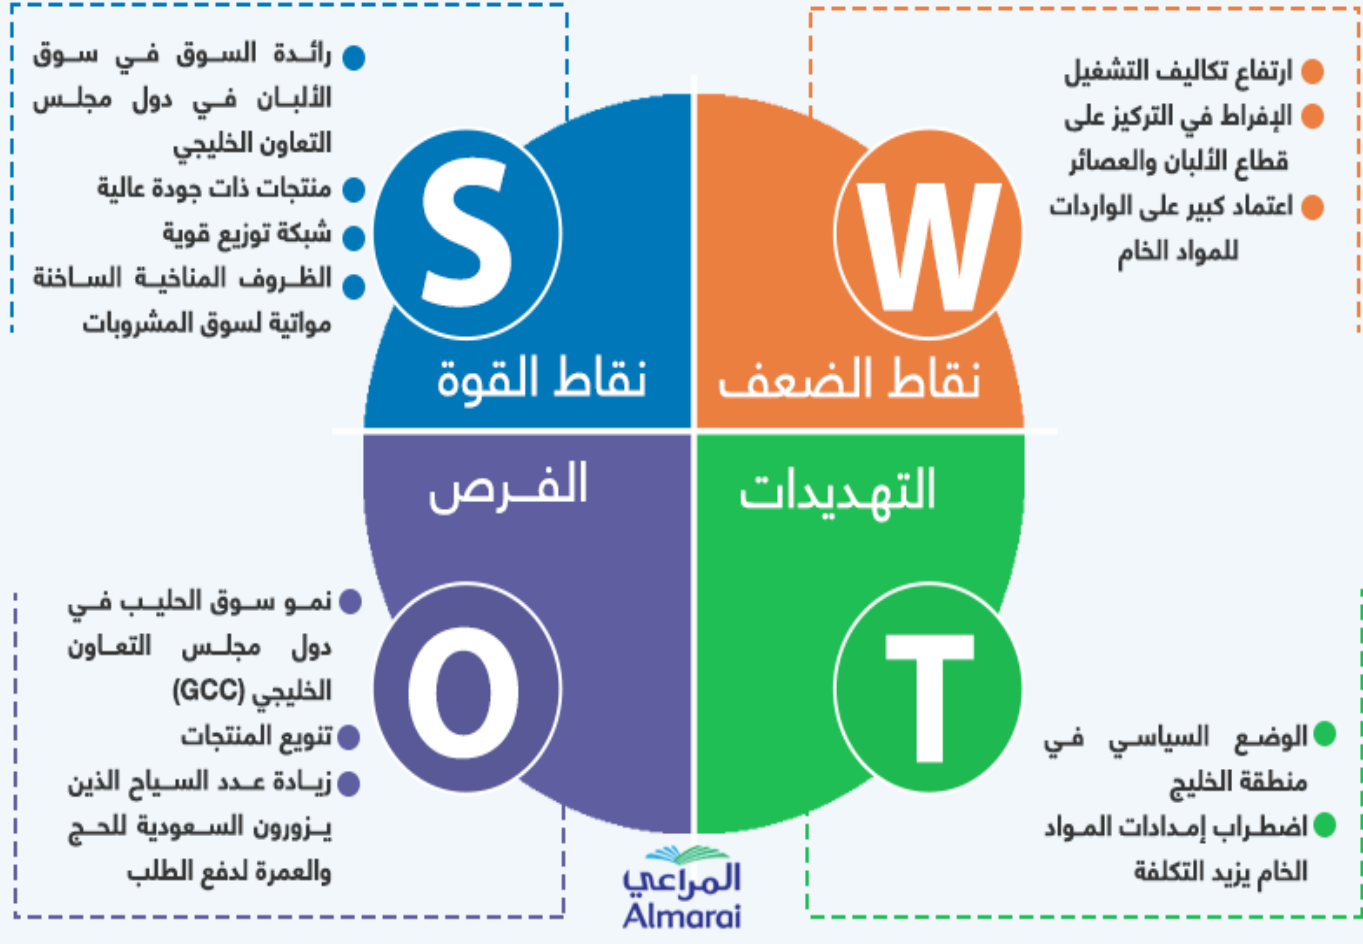 رائدة السوق في سوق
الألبان في دول مجلس
التعاون الخليجي
منتجات ذات جودة عالية
شبكة توزيع قوية
الظروف المناخية الساخنة
مواتية لسوق المشروبات
S
نقاط القوة
ارتفاع تكاليف التشغيل
الإفراط في التركيز على
قطاع الألبان والعصائر
اعتماد كبير على الواردات
للمواد الخام
W
نقاط الضعف
الفرص
O
نمو سوق الحليب في
دول مجلس التعاون
الخليجي (GCC)
تنويع المنتجات
زيادة عدد السياح الذين
يزورون السعودية للحج
والعمرة لدفع الطلب
التهديدات
T
الوضع السياسي في
منطقة الخليج
اضطراب إمدادات المواد
الخام يزيد التكلفة
المراعي
Almarai